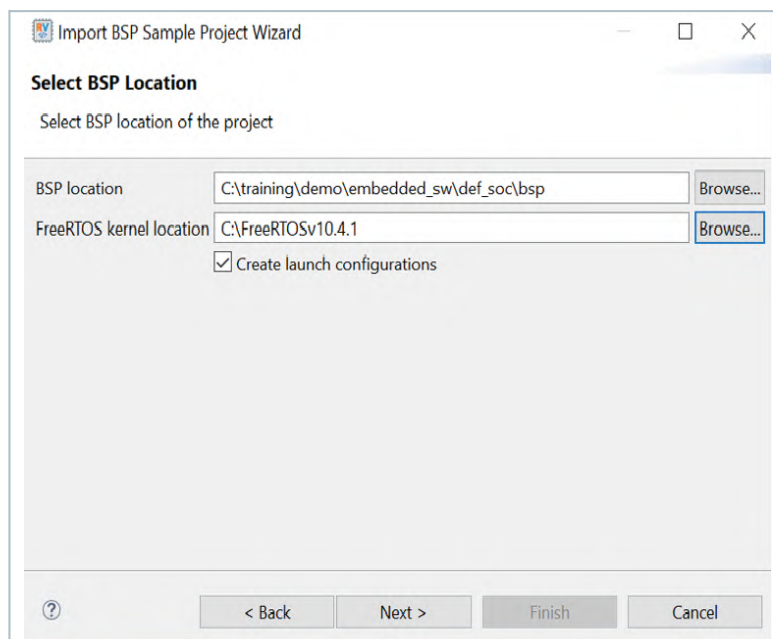 RV
Import BSP Sample Project Wizard
Select BSP Location
Select BSP location of the project
BSP location C:\training\demo\embedded_sw\def_soc\bsp Browse...
FreeRTOS kernel location C:\FreeRTOSv10.4.1 Browse...
Create launch configurations
? < Back Next > Finish Cancel